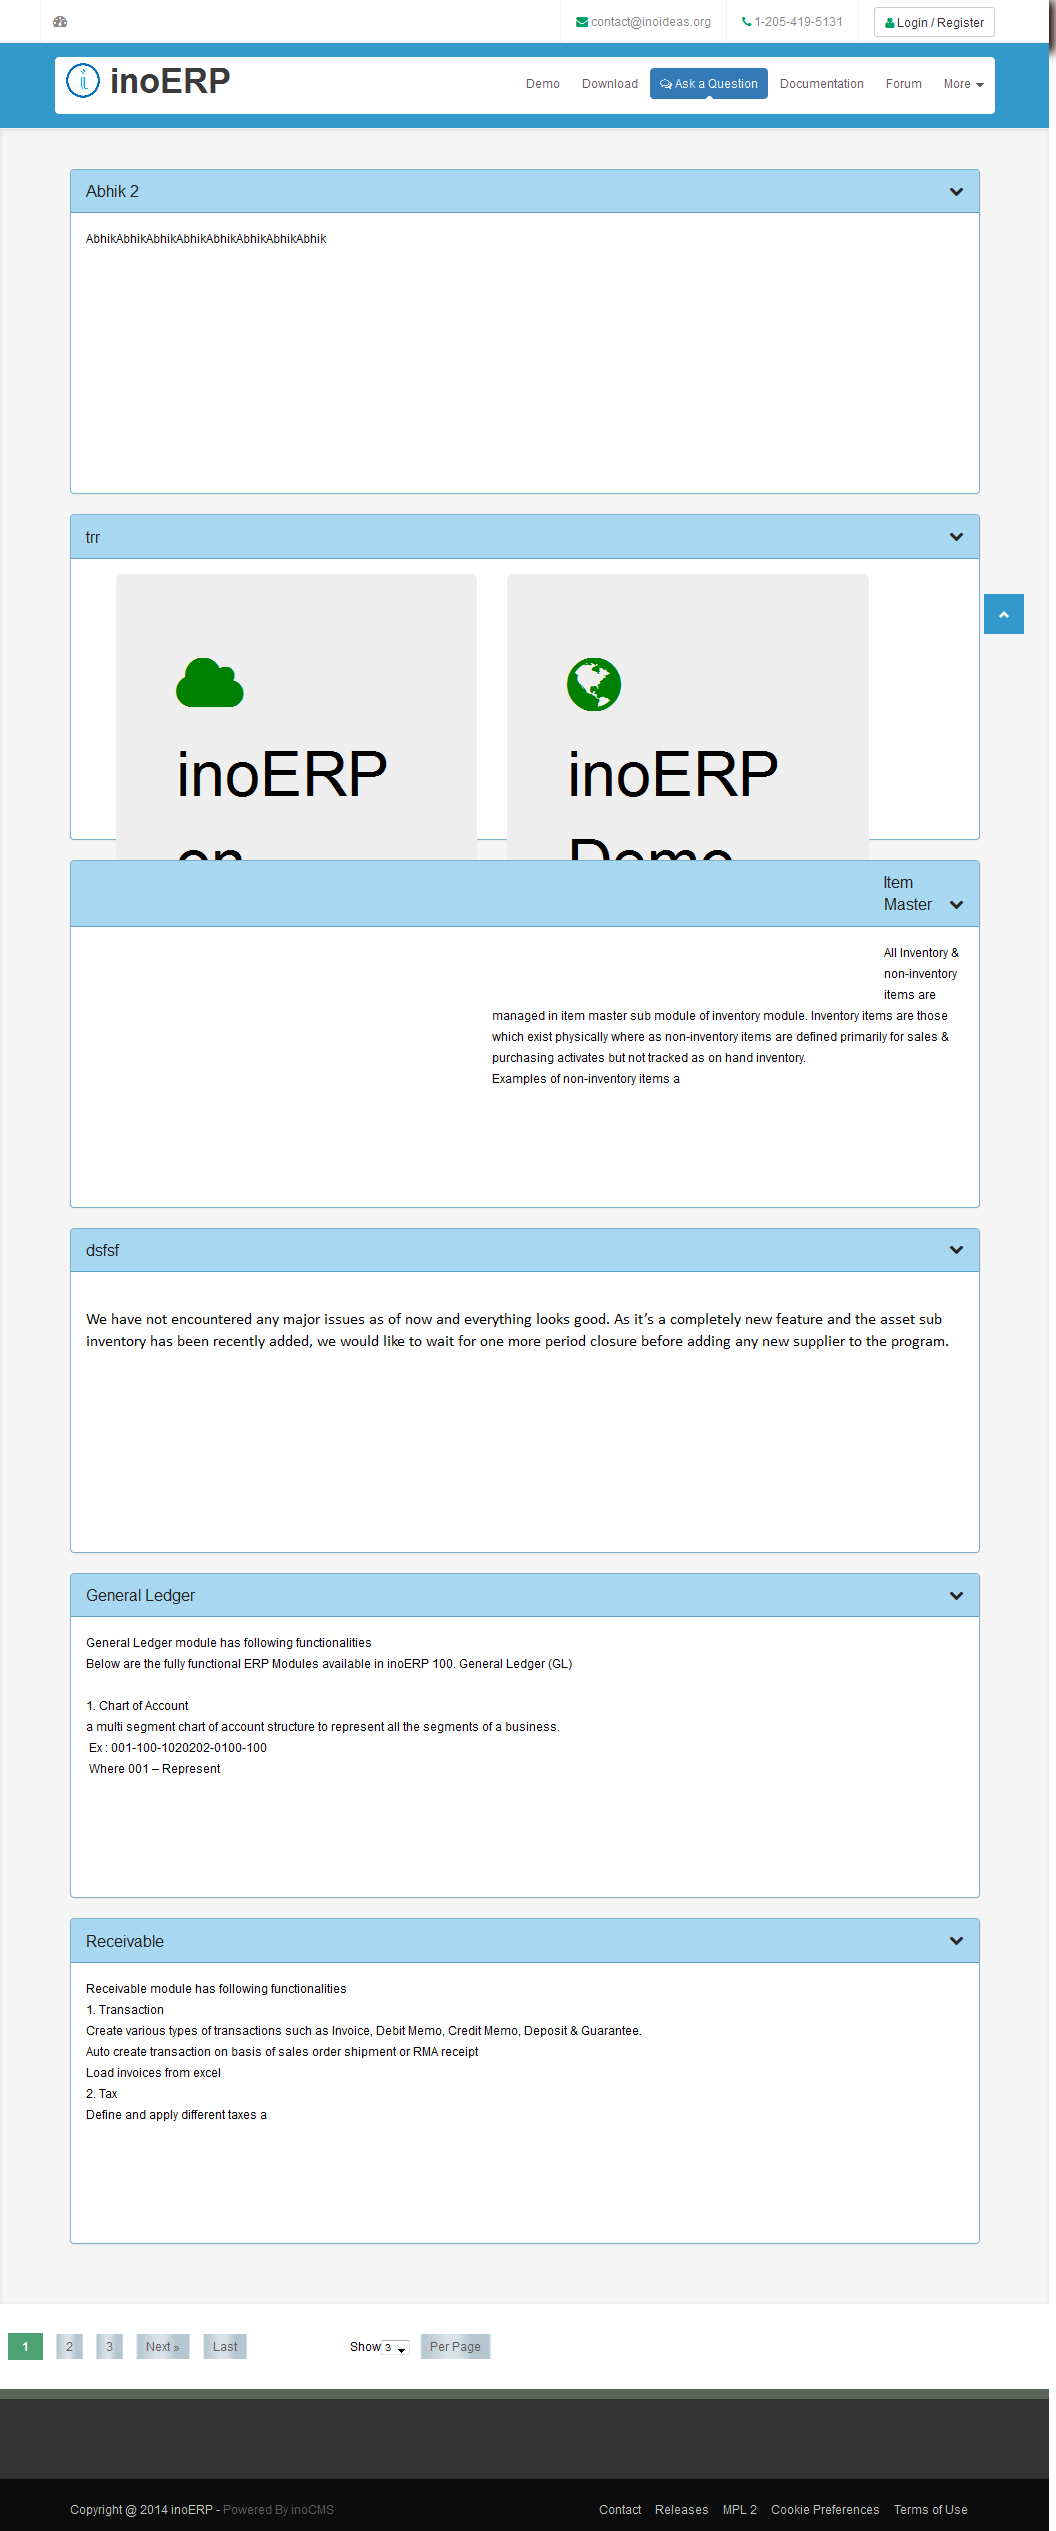 contact@inoideas.org 1-205-419-5131 Login / Register
inoERP Demo Download Ask a Question Documentation Forum More
Abhik 2
AbhikAbhikAbhikAbhikAbhikAbhikAbhikAbhik
trr
inoERP
on
inoERP
Demo
Item
Master
All Inventory &
non-inventory
items are
managed in item master sub module of inventory module. Inventory items are those
which exist physically where as non-inventory items are defined primarily for sales &
purchasing activates but not tracked as on hand inventory.
Examples of non-inventory items a
dsfsf
We have not encountered any major issues as of now and everything looks good. As it’s a completely new feature and the asset sub
inventory has been recently added, we would like to wait for one more period closure before adding any new supplier to the program.
General Ledger
General Ledger module has following functionalities
Below are the fully functional ERP Modules available in inoERP 100. General Ledger (GL)
1. Chart of Account
a multi segment chart of account structure to represent all the segments of a business.
Ex : 001-100-1020202-0100-100
Where 001 – Represent
Receivable
Receivable module has following functionalities
1. Transaction
Create various types of transactions such as Invoice, Debit Memo, Credit Memo, Deposit & Guarantee.
Auto create transaction on basis of sales order shipment or RMA receipt
Load invoices from excel
2. Tax
Define and apply different taxes a
1 2 3 Next » Last Show 3 Per Page
Copyright @ 2014 inoERP - Powered By inoCMS Contact Releases MPL 2 Cookie Preferences Terms of Use